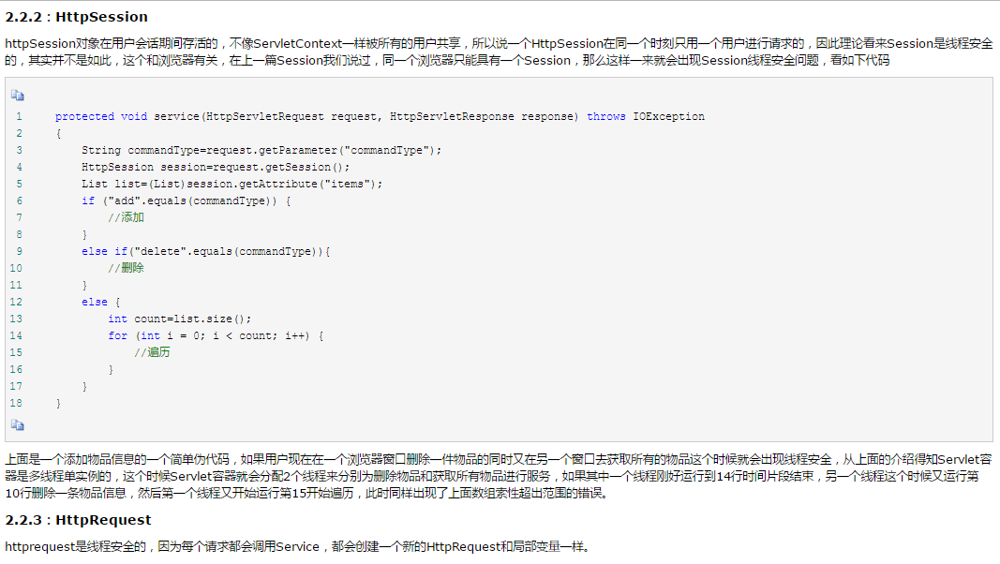 2.2.2：HttpSession
httpSession对象在用户会话期间存活的，不像ServletContext一样被所有的用户共享，所以说一个HttpSession在同一个时刻只用一个用户进行请求的，因此理论看来Session是线程安全
的，其实并不是如此，这个和浏览器有关，在上一篇Session我们说过，同一个浏览器只能具有一个Session，那么这样一来就会出现Session线程安全问题，看如下代码
1 protected void service(HttpServletRequest request, HttpServletResponse response) throws IOException
2 {
3 String commandType=request.getParameter("commandType");
4 HttpSession session=request.getSession();
5 List list=(List)session.getAttribute("items");
6 if ("add".equals(commandType)) {
7 //添加
8 }
9 else if("delete".equals(commandType)){
10 //删除
11 }
12 else {
13 int count=list.size();
14 for (int i = 0; i < count; i++) {
15 //遍历
16 }
17 }
18 }
上面是一个添加物品信息的一个简单伪代码，如果用户现在在一个浏览器窗口删除一件物品的同时又在另一个窗口去获取所有的物品这个时候就会出现线程安全，从上面的介绍得知Servlet容
器是多线程单实例的，这个时候Servlet容器就会分配2个线程来分别为删除物品和获取所有物品进行服务，如果其中一个线程刚好运行到14行时间片段结束，另一个线程这个时候又运行第
10行删除一条物品信息，然后第一个线程又开始运行第15开始遍历，此时同样出现了上面数组索性超出范围的错误。
2.2.3：HttpRequest
httprequest是线程安全的，因为每个请求都会调用Service，都会创建一个新的HttpRequest和局部变量一样。